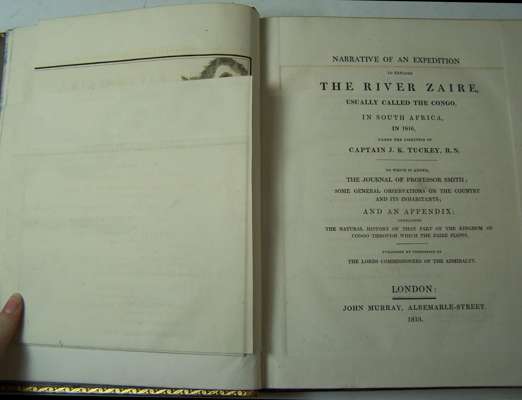 NARRATIVE OF AN EXPEDITION
TO EXPLORE
THE RIVER ZAIRE,
USUALLY CALLED THE CONGO,
IN SOUTH AFRICA,
IN 1816,
UNDER THE DIRECTION OF
CAPTAIN J. K. TUCKEY, R.N.
TO WHICH IS ADDED,
THE JOURNAL OF PROFESSOR SMITH;
SOME GENERAL OBSERVATIONS ON THE COUNTRY
AND ITS INHABITANTS;
AND AN APPENDIX:
CONTAINING
THE NATURAL HISTORY OF THAT PART OF THE KINGDOM OF
CONGO THROUGH WHICH THE ZAIRE FLOWS.
PUBLISHED BY PERMISSION OF
THE LORDS COMMISSIONERS OF THE ADMIRALTY.
LONDON:
JOHN MURRAY, ALBEMARLE-STREET.
1818.